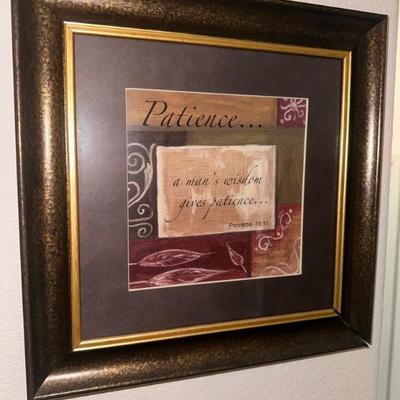 Patience...
a man's wisdom
gives patience...
Proverbs 19:11